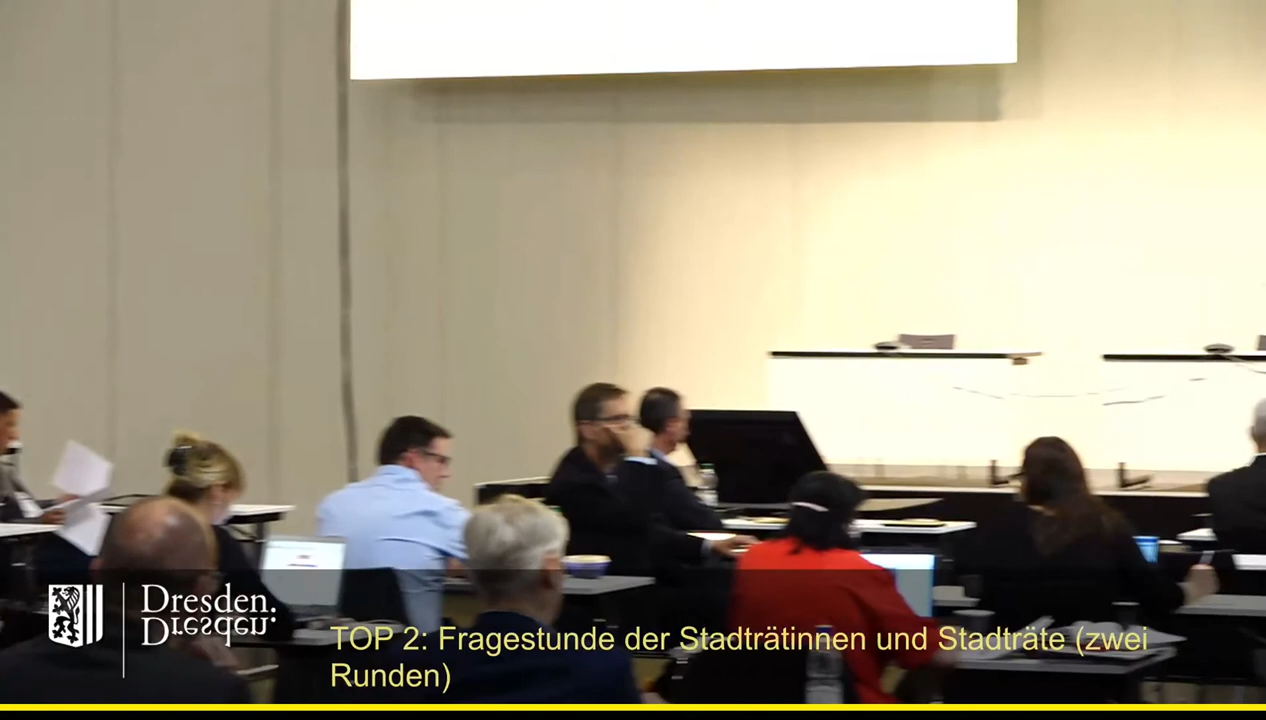 Dresden.
Dresden.
TOP 2: Fragestunde der Stadträtinnen und Stadträte (zwei
Runden)